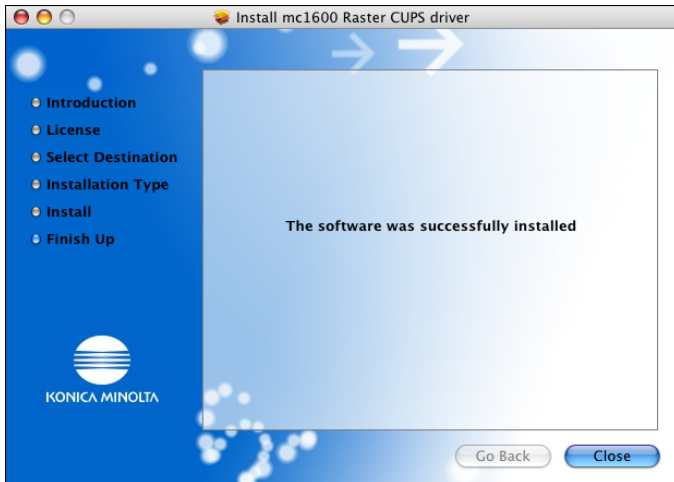 Install mc1600 Raster CUPS driver
Introduction
License
Select Destination
Installation Type
Install
Finish Up
The software was successfully installed
KONICA MINOLTA
Go Back
Close